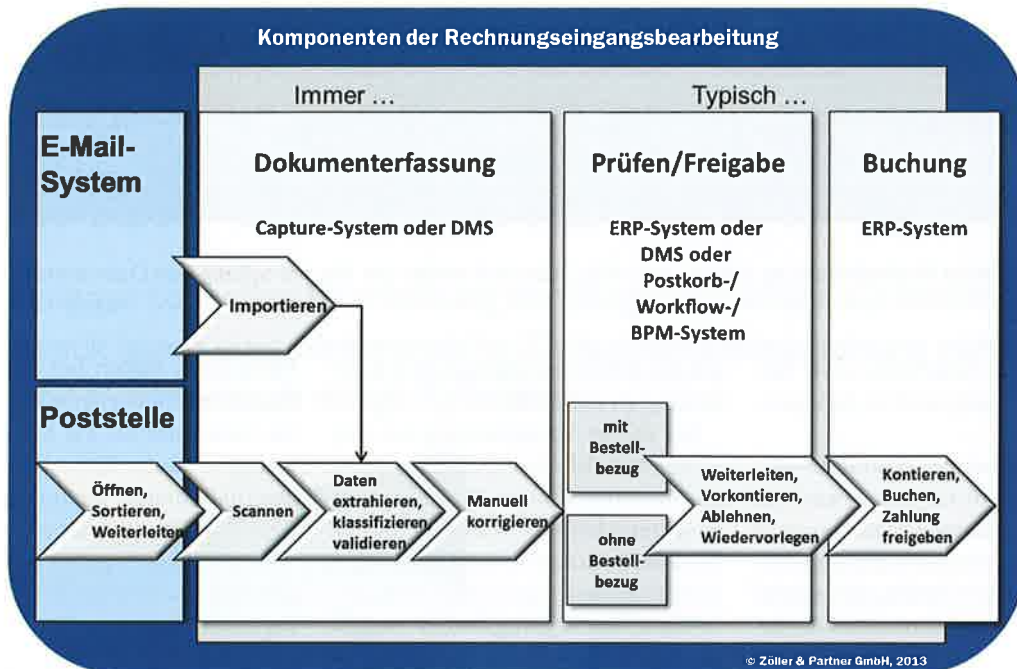 Komponenten der Rechnungseingangsbearbeitung
Immer ...
Typisch ...
E-Mail-
System
Dokumenterfassung
Capture-System oder DMS
Importieren
Prüfen/Freigabe
ERP-System oder
DMS oder
Postkorb-/
Workflow-/
BPM-System
Buchung
ERP-System
Poststelle
Öffnen,
Sortieren,
Weiterleiten
Scannen
Daten
extrahieren,
klassifizieren,
validieren
Manuell
korrigieren
mit
Bestell-
bezug
ohne
Bestell-
bezug
Weiterleiten,
Vorkontieren,
Ablehnen,
Wiedervorlegen
Kontieren,
Buchen,
Zahlung
freigeben
© Zöller & Partner GmbH, 2013